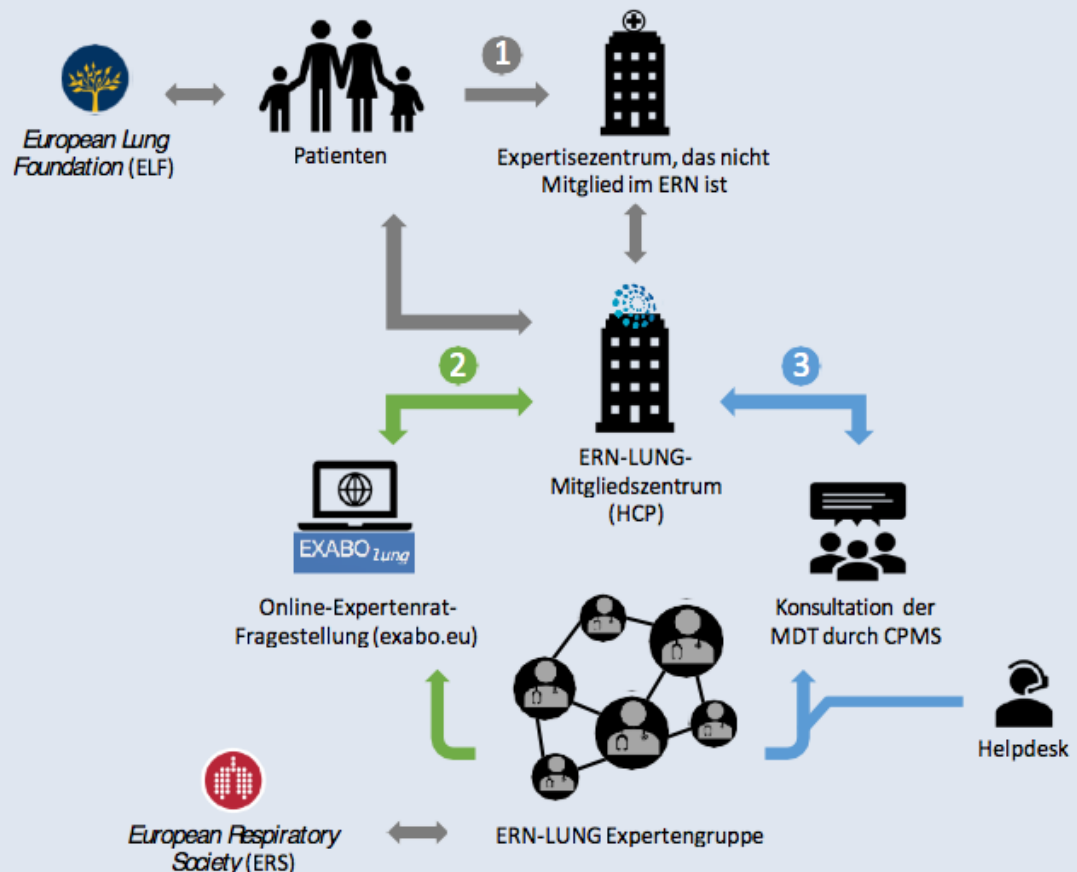 1
European Lung
Foundation (ELF)
Patienten
Expertisezentrum, das nicht
Mitglied im ERN ist
2
3
ERN-LUNG-
Mitgliedszentrum
(HCP)
EXABO lung
Online-Expertenrat-
Fragestellung (exabo.eu)
Konsultation der
MDT durch CPMS
Helpdesk
European Respiratory
Society (ERS)
ERN-LUNG Expertengruppe